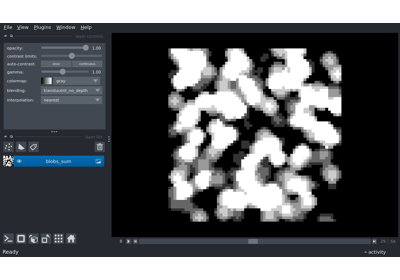 File View Plugins Window Help
opacity: 1.00
contrast limits:
auto-contrast: once continuous
gamma: 1.00
colormap: gray
blending: translucent_no_depth
interpolation: nearest
blobs_sum
Ready
activity